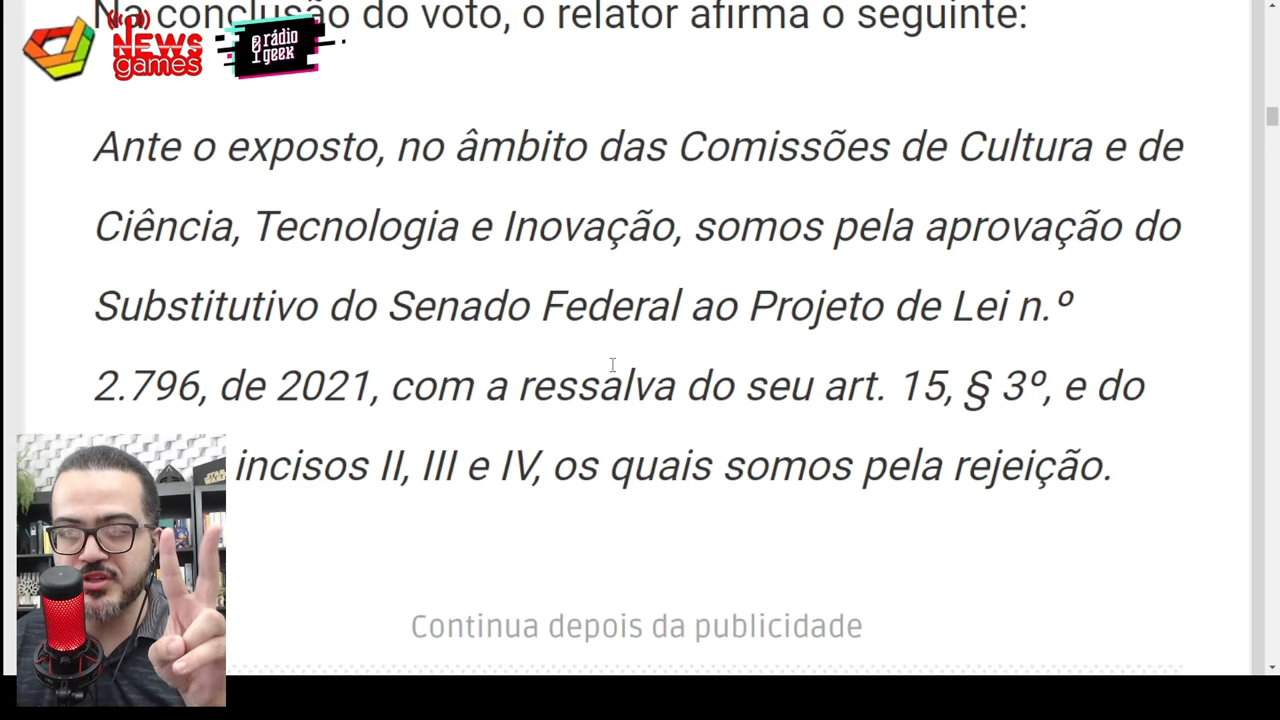 Na conclusão do voto, o relator afirma o seguinte:
NEWS
games
rádio
geek
Ante o exposto, no âmbito das Comissões de Cultura e de
Ciência, Tecnologia e Inovação, somos pela aprovação do
Substitutivo do Senado Federal ao Projeto de Lei n.º
2.796, de 2021, com a ressalva do seu art. 15, § 3º, e do
incisos II, III e IV, os quais somos pela rejeição.
Continua depois da publicidade